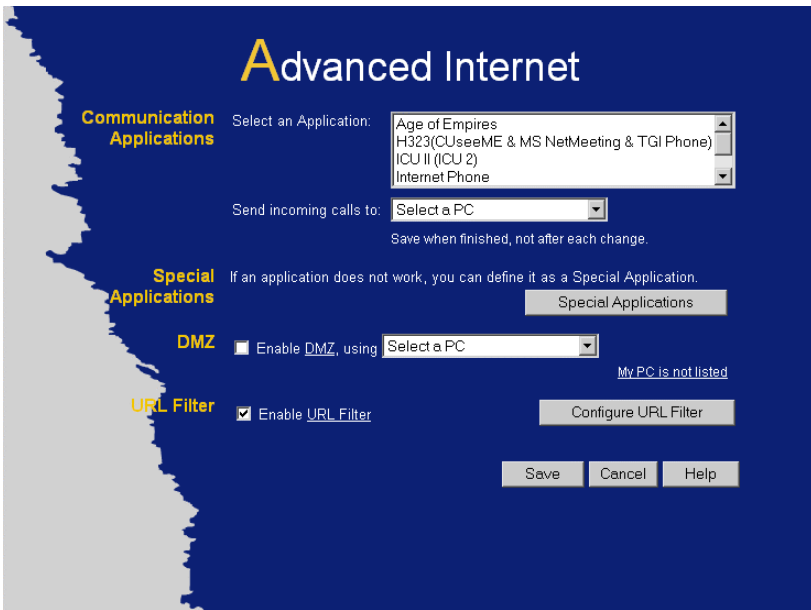 Advanced Internet
Communication Applications
Select an Application:
Age of Empires
H323(CUseeME & MS NetMeeting & TGI Phone)
ICU II (ICU 2)
Internet Phone
Send incoming calls to: Select a PC
Save when finished, not after each change.
Special Applications
If an application does not work, you can define it as a Special Application.
Special Applications
DMZ
Enable DMZ, using Select a PC
My PC is not listed
URL Filter
Enable URL Filter
Configure URL Filter
Save Cancel Help